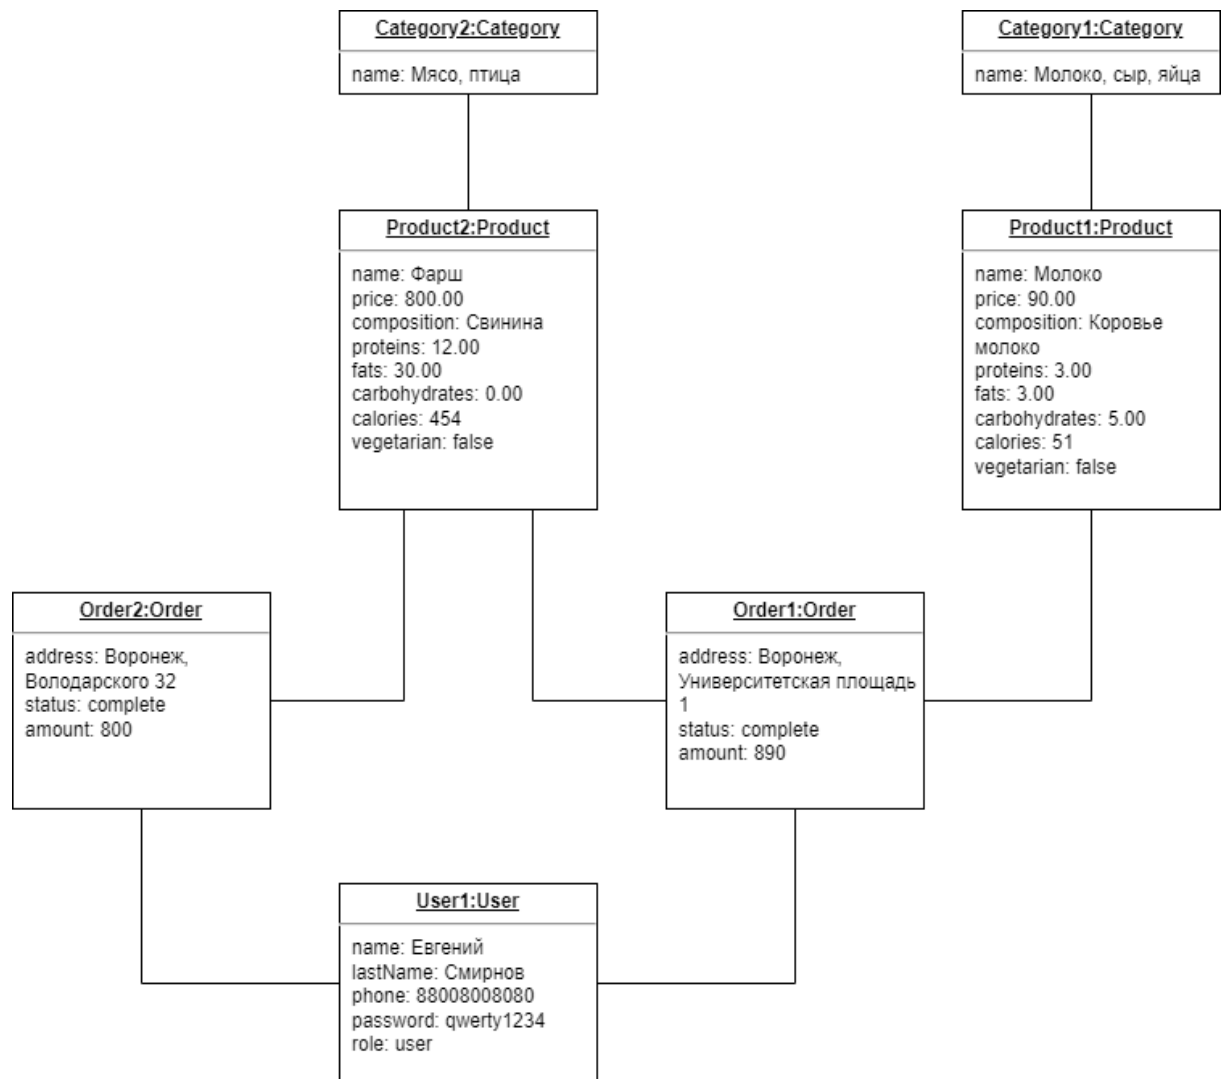 Category2:Category
name: Мясо, птица
Category1:Category
name: Молоко, сыр, яйца
Product2:Product
name: Фарш
price: 800.00
composition: Свинина
proteins: 12.00
fats: 30.00
carbohydrates: 0.00
calories: 454
vegetarian: false
Product1:Product
name: Молоко
price: 90.00
composition: Коровье
молоко
proteins: 3.00
fats: 3.00
carbohydrates: 5.00
calories: 51
vegetarian: false
Order2:Order
address: Воронеж,
Володарского 32
status: complete
amount: 800
Order1:Order
address: Воронеж,
Университетская площадь
1
status: complete
amount: 890
User1:User
name: Евгений
lastName: Смирнов
phone: 88008008080
password: qwerty1234
role: user